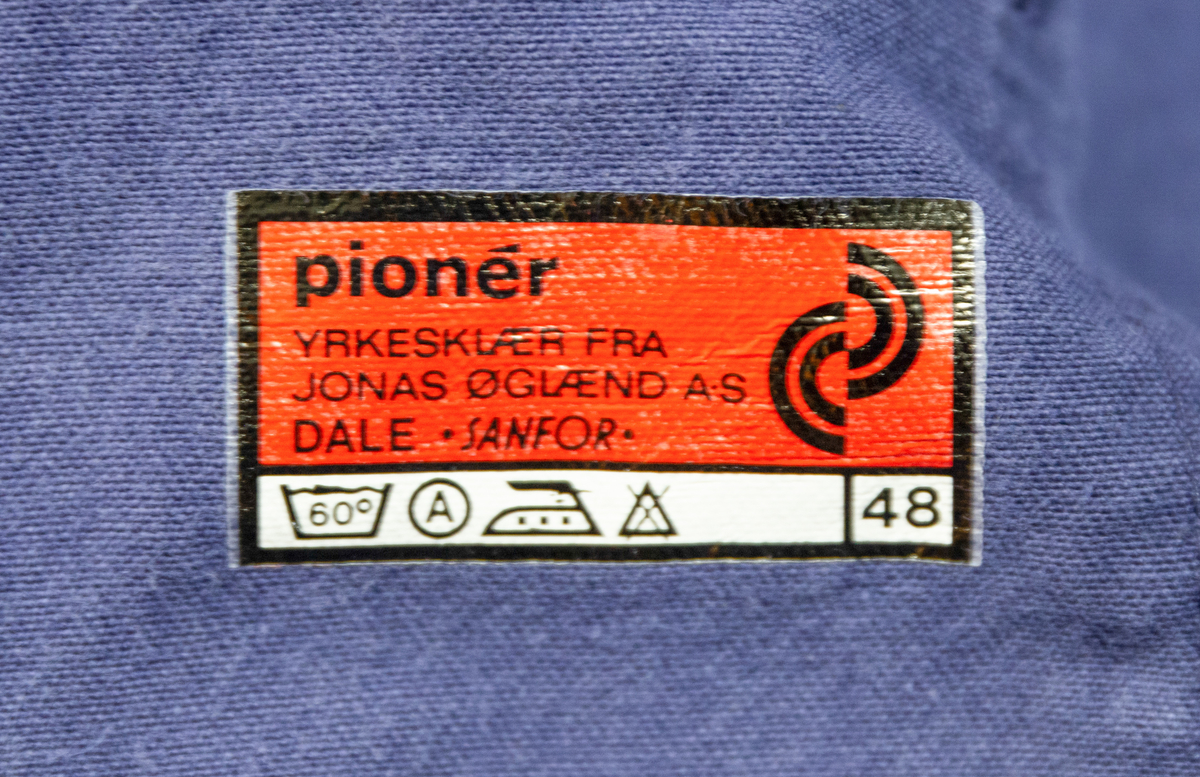 pionér
YRKESKLÆR FRA
JONAS ØGLÆND A·S
DALE ·SANFOR·
60° A 48